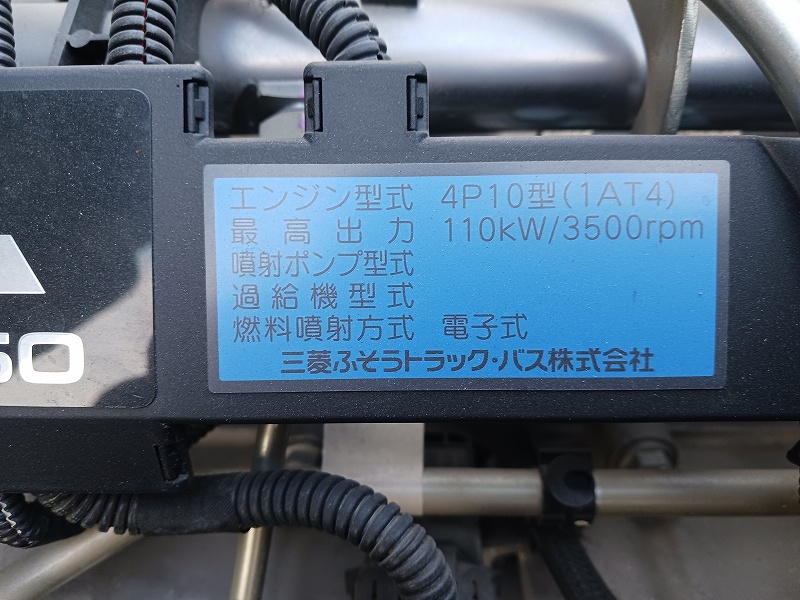 エンジン型式 4P10型(1AT4)
最高出力 110kW/3500rpm
噴射ポンプ型式
過給機型式
燃料噴射方式 電子式
三菱ふそうトラック・バス株式会社
50